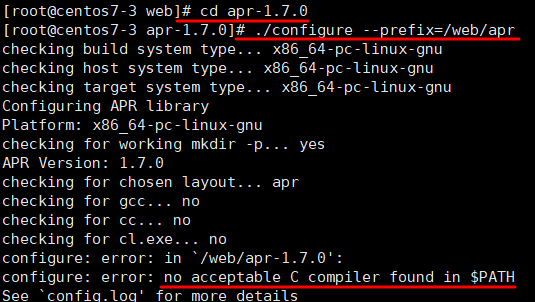 [root@centos7-3 web]# cd apr-1.7.0
[root@centos7-3 apr-1.7.0]# ./configure --prefix=/web/apr
checking build system type... x86_64-pc-linux-gnu
checking host system type... x86_64-pc-linux-gnu
checking target system type... x86_64-pc-linux-gnu
Configuring APR library
Platform: x86_64-pc-linux-gnu
checking for working mkdir -p... yes
APR Version: 1.7.0
checking for chosen layout... apr
checking for gcc... no
checking for cc... no
checking for cl.exe... no
configure: error: in `/web/apr-1.7.0':
configure: error: no acceptable C compiler found in $PATH
See `config.log' for more details